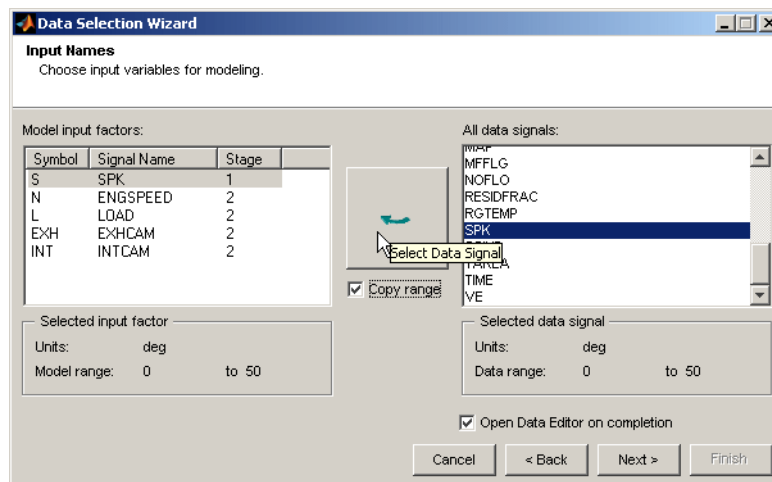 Data Selection Wizard
Input Names
Choose input variables for modeling.
Model input factors:
Symbol Signal Name Stage
S SPK 1
N ENGSPEED 2
L LOAD 2
EXH EXHCAM 2
INT INTCAM 2
Select Data Signal
Copy range
All data signals:
MAP
MFFLG
NOFLO
RESIDFRAC
RGTEMP
SPK
TIME
VE
Selected input factor
Units: deg
Model range: 0 to 50
Selected data signal
Units: deg
Data range: 0 to 50
Open Data Editor on completion
Cancel
< Back
Next >
Finish